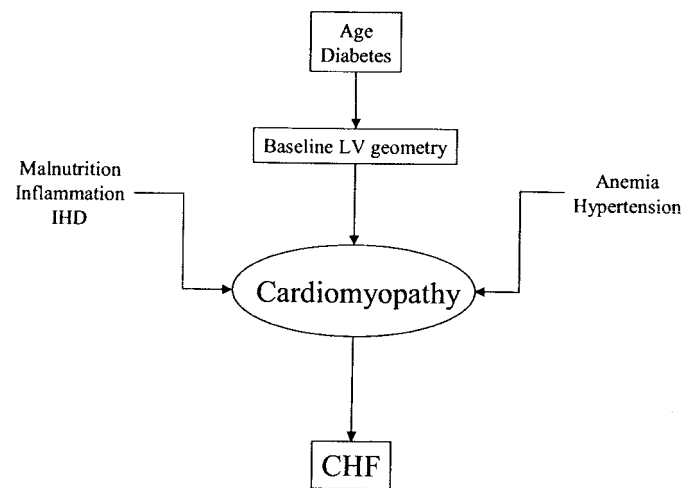 Age
Diabetes
Baseline LV geometry
Malnutrition
Inflammation
IHD
Anemia
Hypertension
Cardiomyopathy
CHF